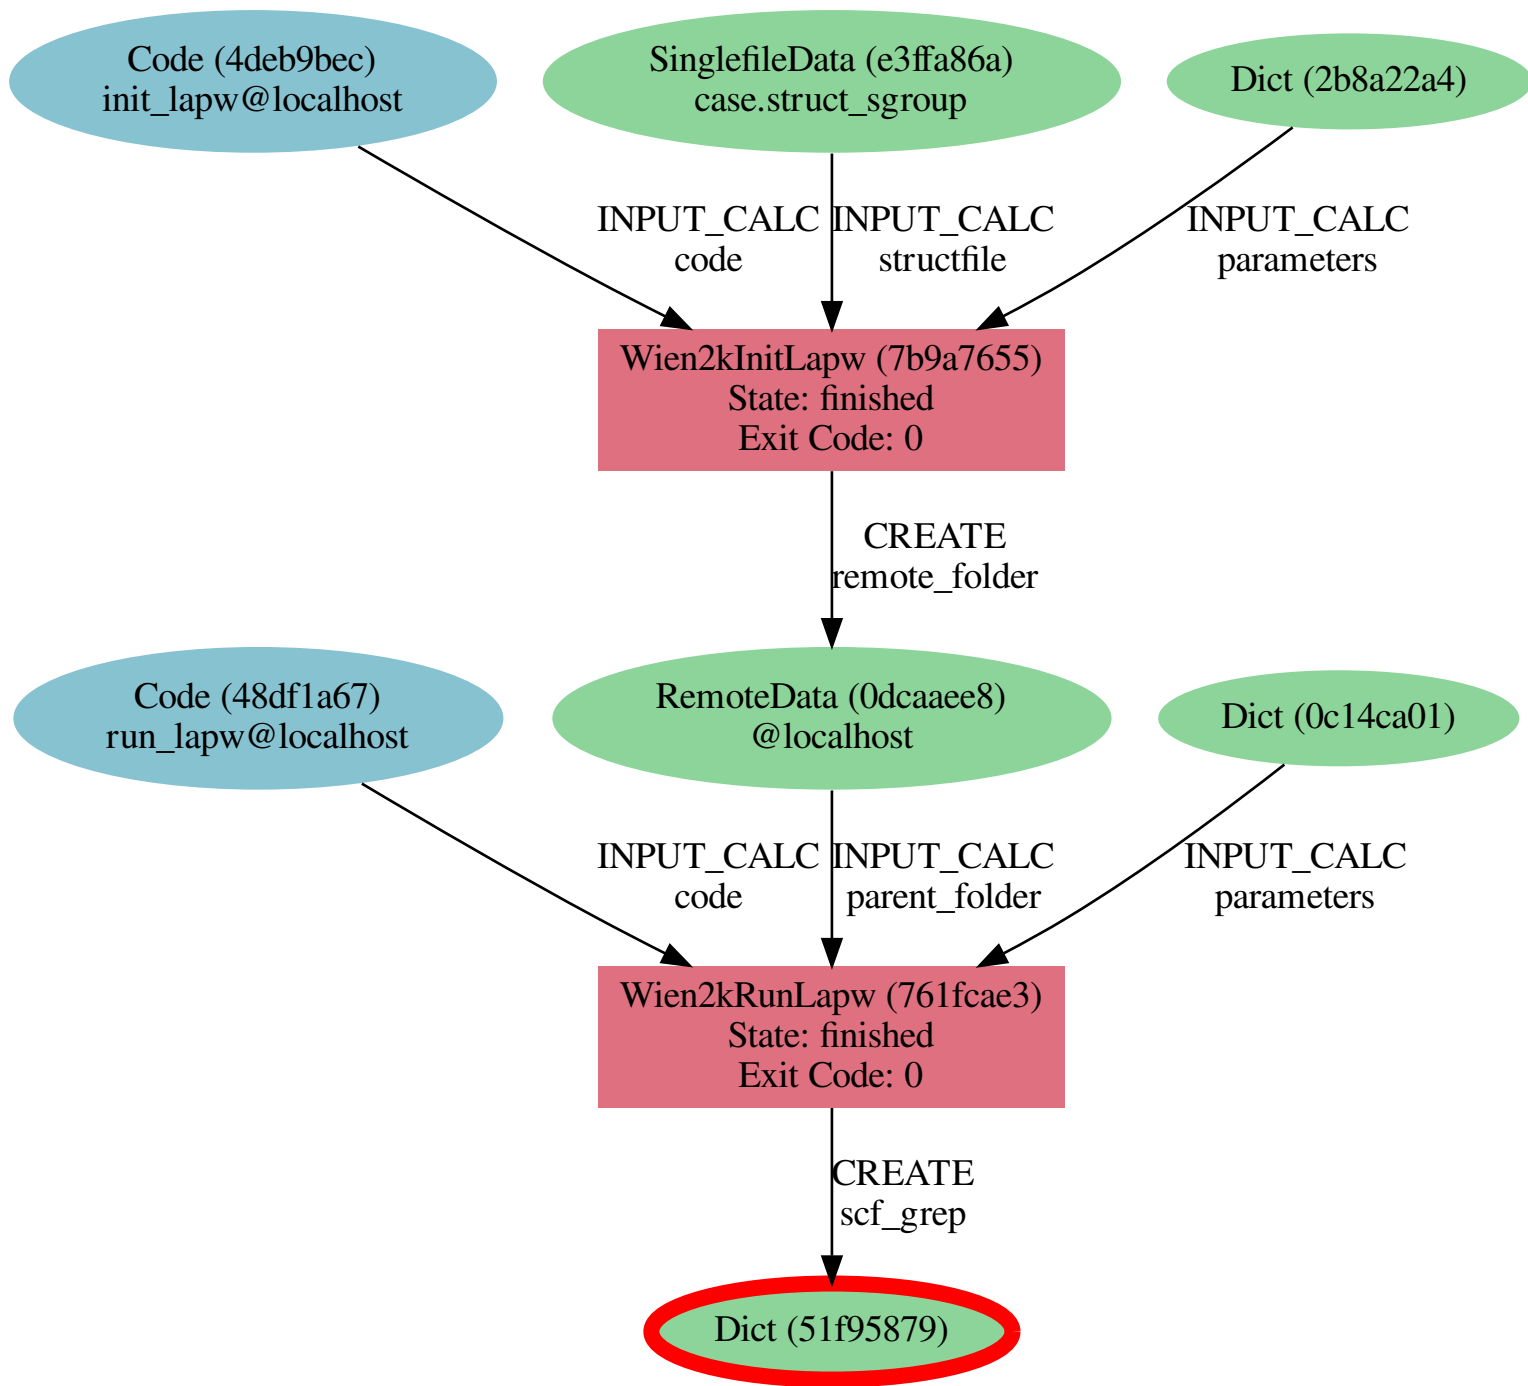 Code (4deb9bec)
init_lapw@localhost
SinglefileData (e3ffa86a)
case.struct_sgroup
Dict (2b8a22a4)
INPUT_CALC
code
INPUT_CALC
structfile
INPUT_CALC
parameters
Wien2kInitLapw (7b9a7655)
State: finished
Exit Code: 0
CREATE
remote_folder
Code (48df1a67)
run_lapw@localhost
RemoteData (0dcaaee8)
@localhost
Dict (0c14ca01)
INPUT_CALC
code
INPUT_CALC
parent_folder
INPUT_CALC
parameters
Wien2kRunLapw (761fcae3)
State: finished
Exit Code: 0
CREATE
scf_grep
Dict (51f95879)